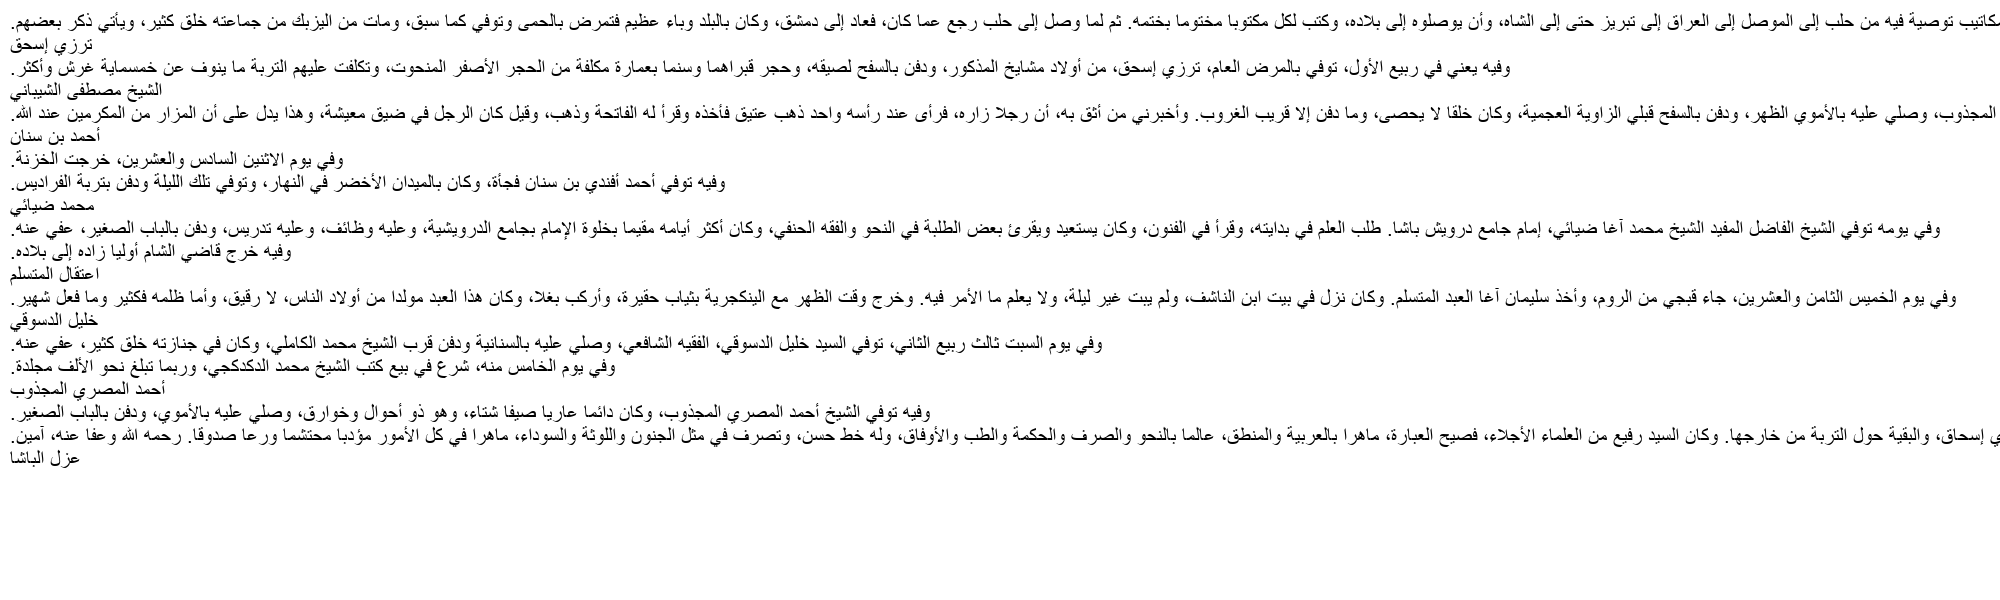 مكاتيب توصية فيه من حلب إلى الموصل إلى العراق إلى تبريز حتى إلى الشاه، وأن يوصلوه إلى بلاده، وكتب لكل مكتوبا مختوما بختمه. ثم لما وصل إلى حلب رجع عما كان، فعاد إلى دمشق، وكان بالبلد وباء عظيم فتمرض بالحمى وتوفي كما سبق، ومات من اليزبك من جماعته خلق كثير، ويأتي ذكر بعضهم.
ترزي إسحق
وفيه يعني في ربيع الأول، توفي بالمرض العام، ترزي إسحق، من أولاد مشايخ المذكور، ودفن بالسفح لصيقه، وحجر قبراهما وسنما بعمارة مكلفة من الحجر الأصفر المنحوت، وتكلفت عليهم التربة ما ينوف عن خمسماية غرش وأكثر.
الشيخ مصطفى الشيباني
المجذوب، وصلي عليه بالأموي الظهر، ودفن بالسفح قبلي الزاوية العجمية، وكان خلقا لا يحصى، وما دفن إلا قريب الغروب. وأخبرني من أثق به، أن رجلا زاره، فرأى عند رأسه واحد ذهب عتيق فأخذه وقرأ له الفاتحة وذهب، وقيل كان الرجل في ضيق معيشة، وهذا يدل على أن المزار من المكرمين عند الله.
أحمد بن سنان
وفي يوم الاثنين السادس والعشرين، خرجت الخزنة.
وفيه توفي أحمد أفندي بن سنان فجأة، وكان بالميدان الأخضر في النهار، وتوفي تلك الليلة ودفن بتربة الفراديس.
محمد ضيائي
وفي يومه توفي الشيخ الفاضل المفيد الشيخ محمد آغا ضيائي، إمام جامع درويش باشا. طلب العلم في بدايته، وقرأ في الفنون، وكان يستعيد ويقرئ بعض الطلبة في النحو والفقه الحنفي، وكان أكثر أيامه مقيما بخلوة الإمام بجامع الدرويشية، وعليه وظائف، وعليه تدريس، ودفن بالباب الصغير، عفي عنه.
وفيه خرج قاضي الشام أوليا زاده إلى بلاده.
اعتقال المتسلم
وفي يوم الخميس الثامن والعشرين، جاء قبجي من الروم، وأخذ سليمان آغا العبد المتسلم. وكان نزل في بيت ابن الناشف، ولم يبت غير ليلة، ولا يعلم ما الأمر فيه. وخرج وقت الظهر مع الينكجرية بثياب حقيرة، وأركب بغلا، وكان هذا العبد مولدا من أولاد الناس، لا رقيق، وأما ظلمه فكثير وما فعل شهير.
خليل الدسوقي
وفي يوم السبت ثالث ربيع الثاني، توفي السيد خليل الدسوقي، الفقيه الشافعي، وصلي عليه بالسنانية ودفن قرب الشيخ محمد الكاملي، وكان في جنازته خلق كثير، عفي عنه.
وفي يوم الخامس منه، شرع في بيع كتب الشيخ محمد الدكدكجي، وربما تبلغ نحو الألف مجلدة.
أحمد المصري المجذوب
وفيه توفي الشيخ أحمد المصري المجذوب، وكان دائما عاريا صيفا شتاء، وهو ذو أحوال وخوارق، وصلي عليه بالأموي، ودفن بالباب الصغير.
إسحاق، والبقية حول التربة من خارجها. وكان السيد رفيع من العلماء الأجلاء، فصيح العبارة، ماهرا بالعربية والمنطق، عالما بالنحو والصرف والحكمة والطب والأوفاق، وله خط حسن، وتصرف في مثل الجنون واللوثة والسوداء، ماهرا في كل الأمور مؤدبا محتشما ورعا صدوقا. رحمه الله وعفا عنه، آمين.
عزل الباشا